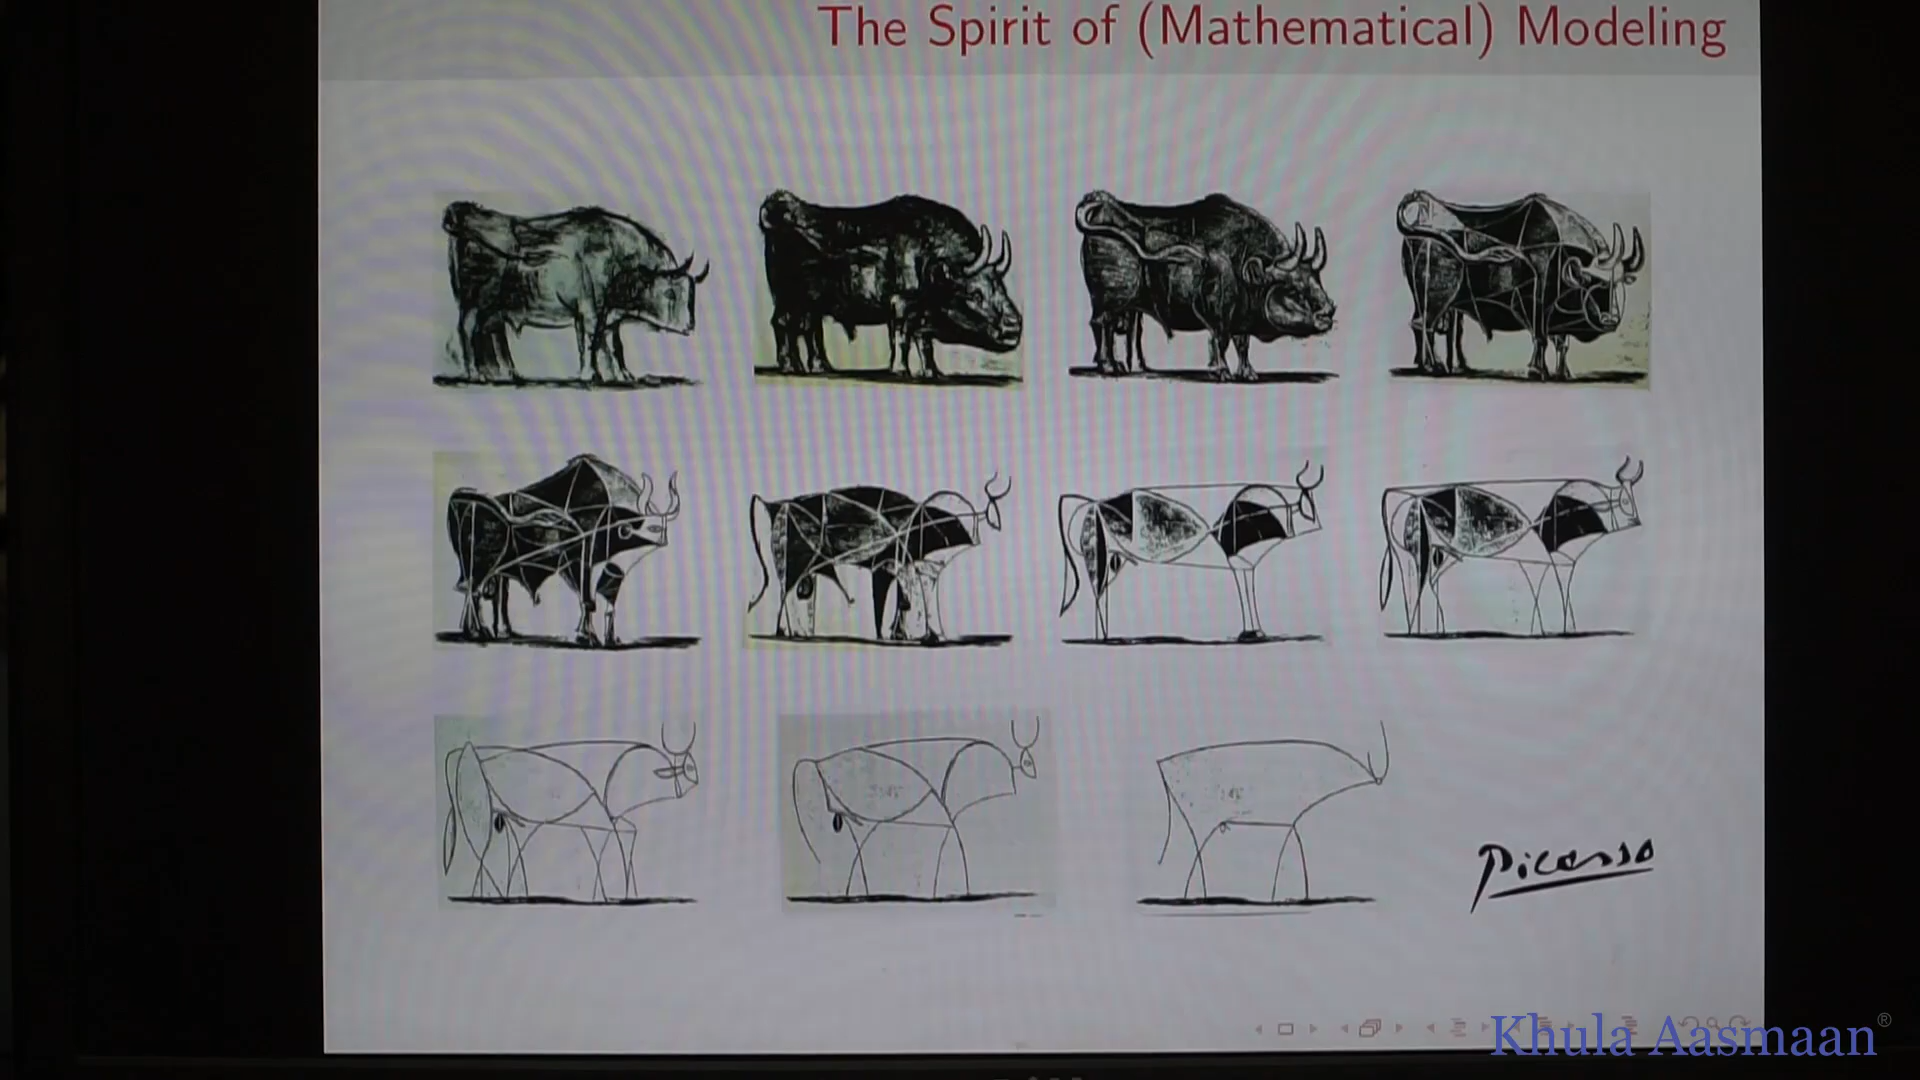 The Spirit of (Mathematical) Modeling
Picasso
Khula Aasmaan®